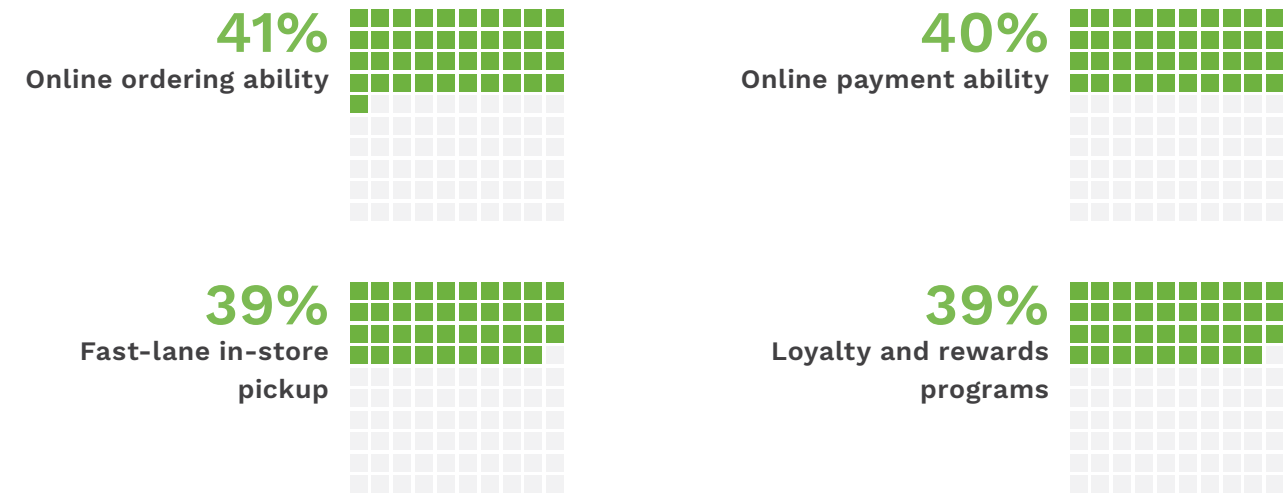 41%
Online ordering ability
40%
Online payment ability
39%
Fast-lane in-store
pickup
39%
Loyalty and rewards
programs